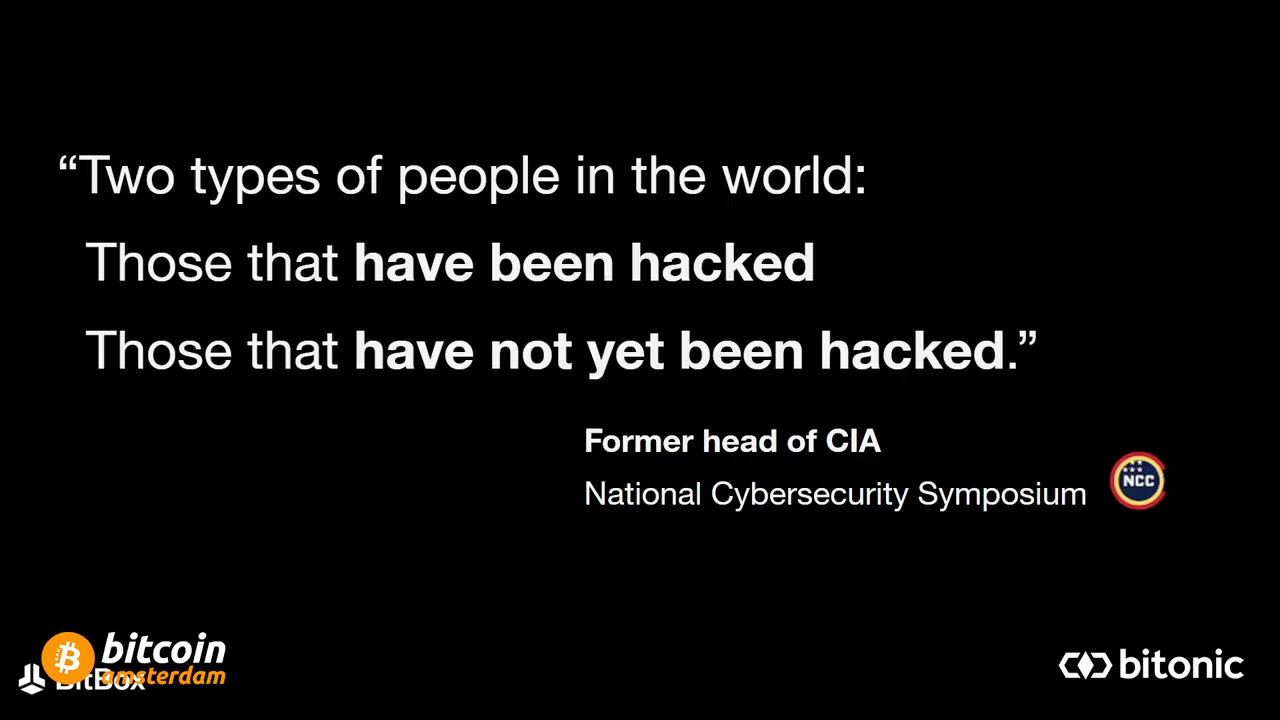 “Two types of people in the world:
Those that have been hacked
Those that have not yet been hacked.”
Former head of CIA
National Cybersecurity Symposium
NCC
bitcoin
amsterdam
BitBox
bitonic